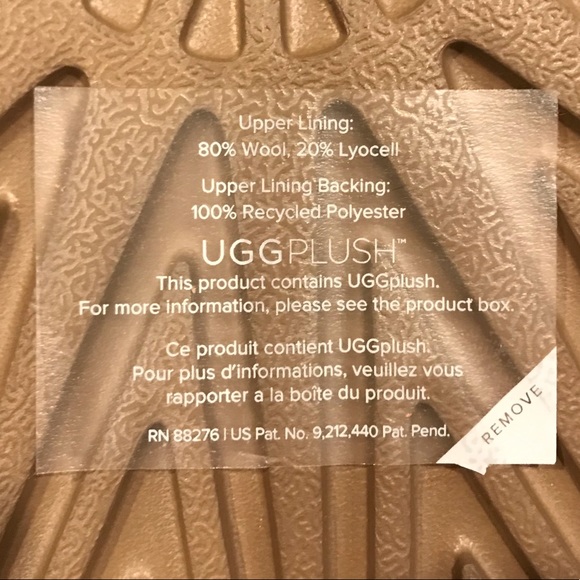 Upper Lining:
80% Wool, 20% Lyocell
Upper Lining Backing:
100% Recycled Polyester
UGGPLUSH™
This product contains UGGplush.
For more information, please see the product box.
Ce produit contient UGGplush.
Pour plus d'informations, veuillez vous
rapporter a la boîte du produit.
RN 88276 | US Pat. No. 9,212,440 Pat. Pend.
REMOVE